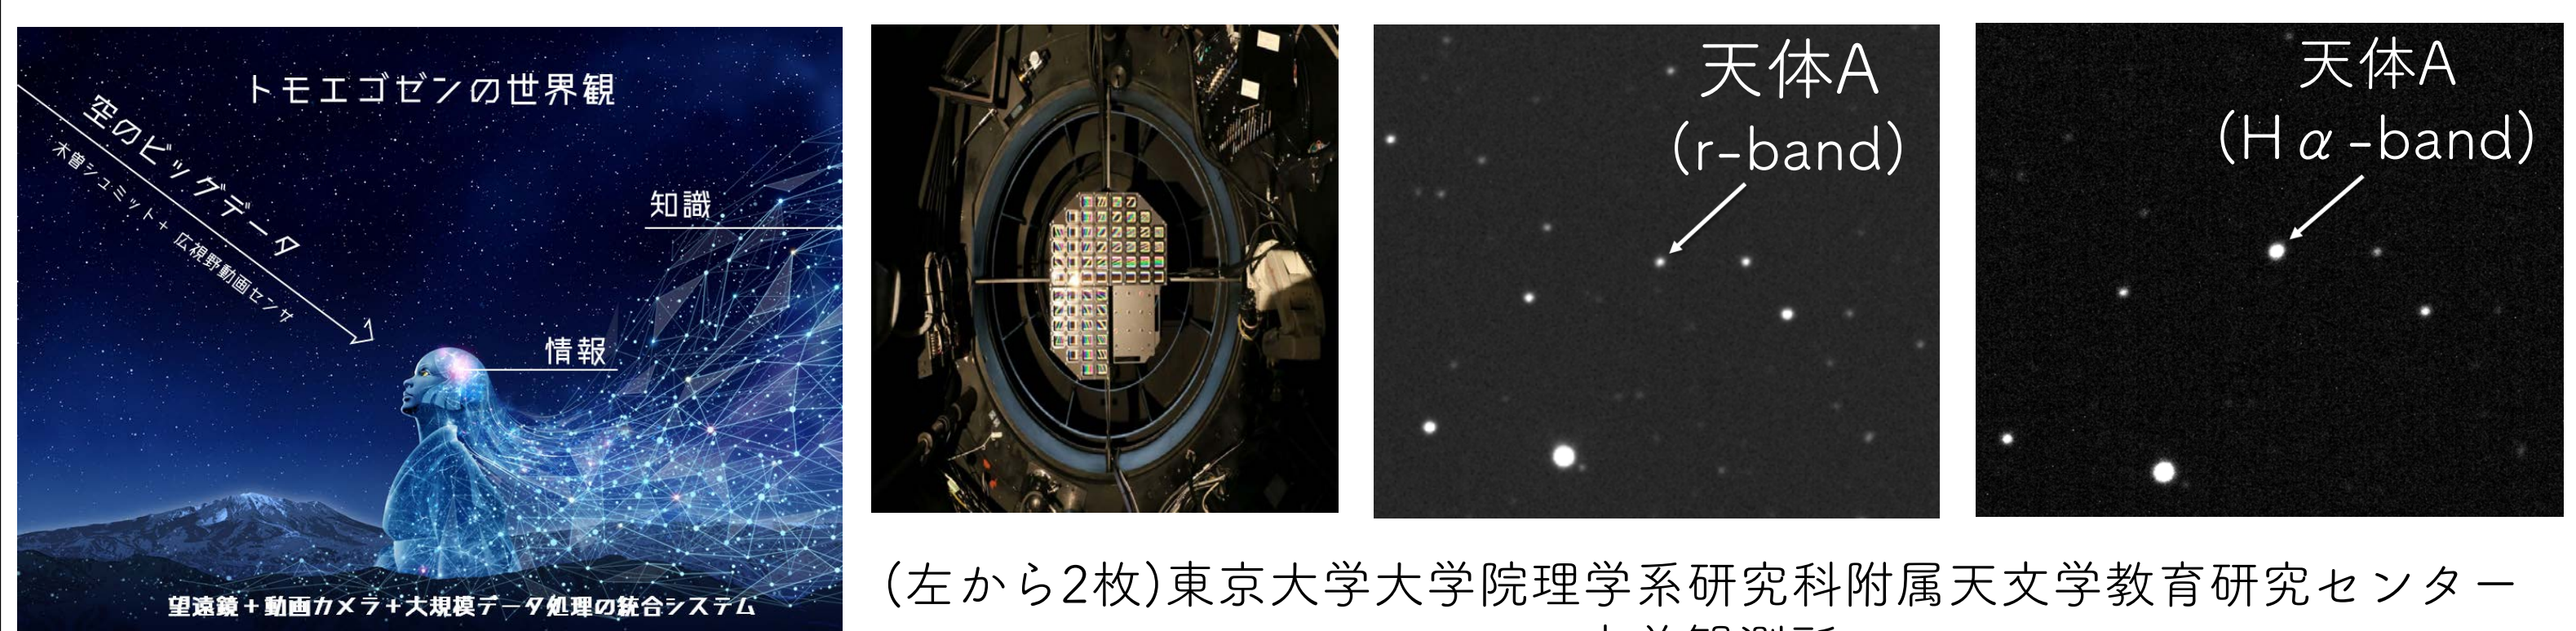 トモエゴゼンの世界観
空のビッグデータ
木曽シュミット+ 広視野動画センサ
知識
情報
望遠鏡+動画カメラ+大規模データ処理の統合システム
天体A
(r-band)
天体A
(Hα-band)
(左から2枚)東京大学大学院理学系研究科附属天文学教育研究センター